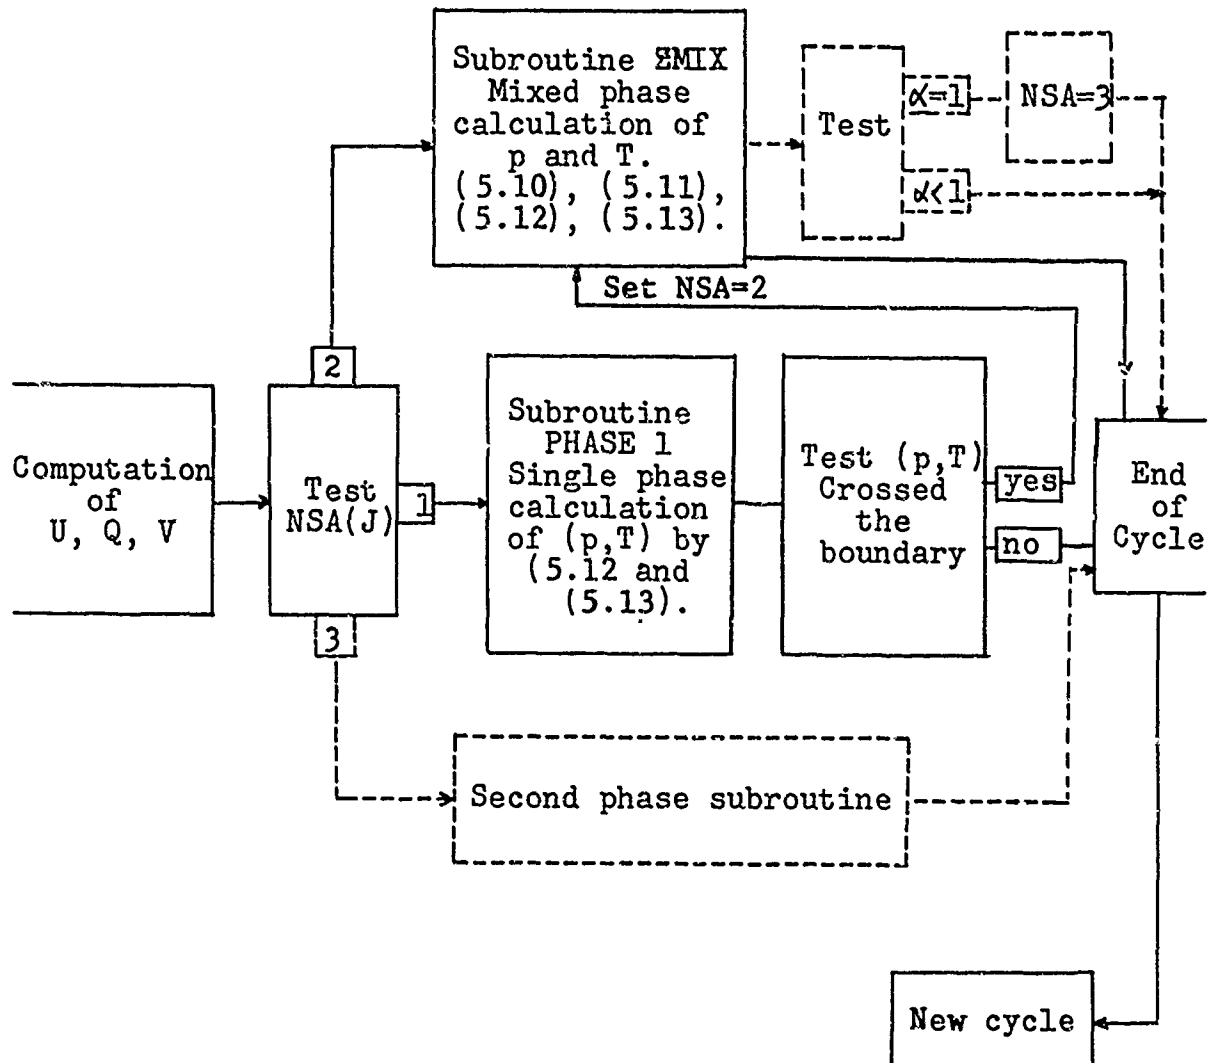 Subroutine EMIX
Mixed phase
calculation of
p and T.
(5.10), (5.11),
(5.12), (5.13).
Test
α=1
α<1
NSA=3
Set NSA=2
Computation
of
U, Q, V
2
Test
NSA(J)
1
3
Subroutine
PHASE 1
Single phase
calculation
of (p,T) by
(5.12 and
(5.13).
Test (p,T)
Crossed
the
boundary
yes
no
End
of
Cycle
Second phase subroutine
New cycle